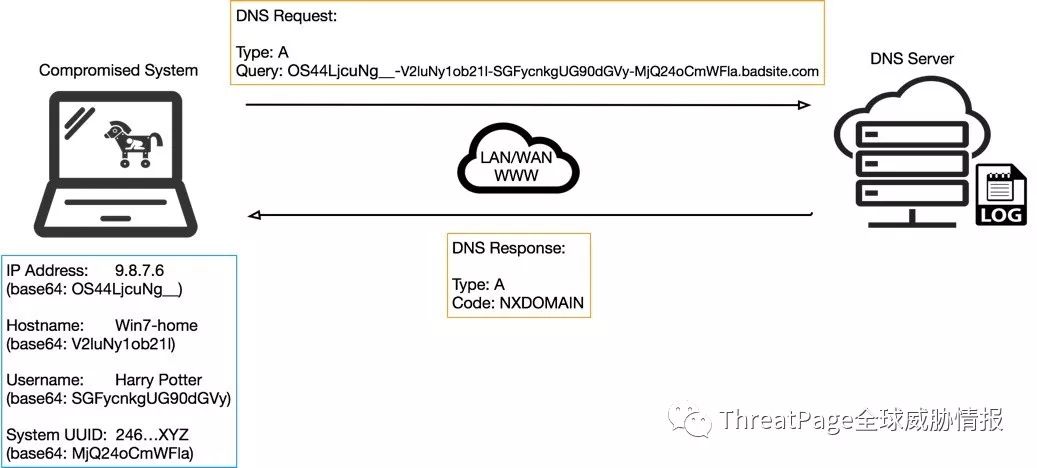 DNS Request:
Type: A
Query: OS44LjcuNg__-V2luNy1ob21l-SGFycnkgUG90dGVy-MjQ24oCmWFla.badsite.com
Compromised System
DNS Server
LAN/WAN
WWW
LOG
DNS Response:
Type: A
Code: NXDOMAIN
IP Address: 9.8.7.6
(base64: OS44LjcuNg__)
Hostname: Win7-home
(base64: V2luNy1ob21l)
Username: Harry Potter
(base64: SGFycnkgUG90dGVy)
System UUID: 246...XYZ
(base64: MjQ24oCmWFla)
ThreatPage全球威胁情报